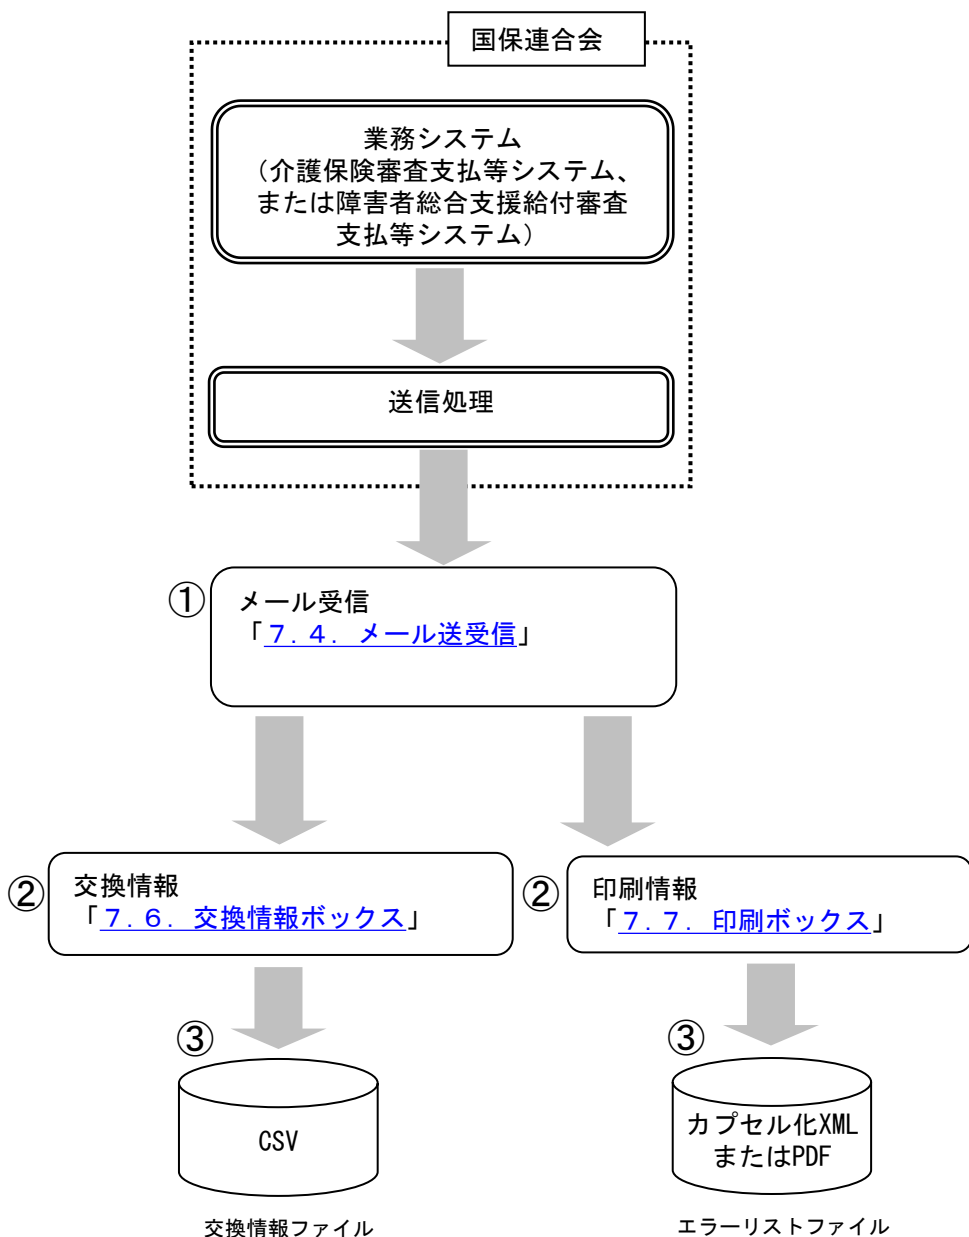 国保連合会
業務システム
（介護保険審査支払等システム、
または障害者総合支援給付審査
支払等システム）
送信処理
①
メール受信
「７.４. メール送受信」
②
交換情報
「７.６. 交換情報ボックス」
②
印刷情報
「７.７. 印刷ボックス」
③
CSV
交換情報ファイル
③
カプセル化XML
またはPDF
エラーリストファイル